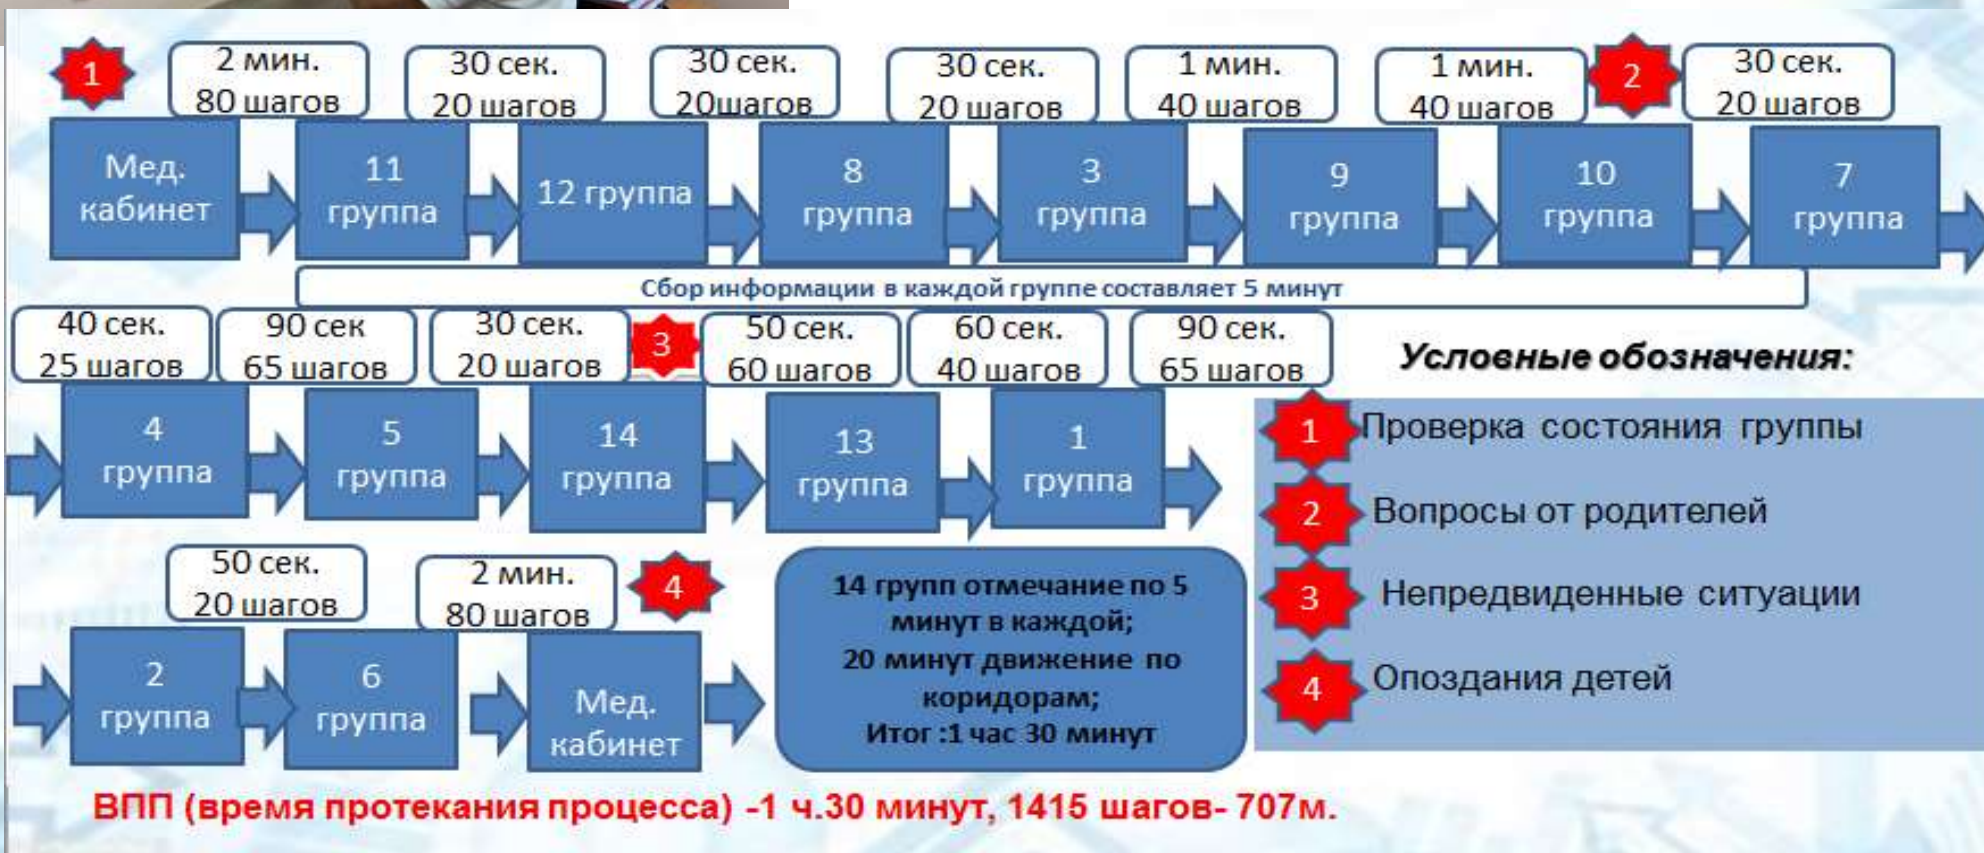 1
2 мин.
80 шагов
30 сек.
20 шагов
30 сек.
20шагов
30 сек.
20 шагов
1 мин.
40 шагов
1 мин.
40 шагов
2
30 сек.
20 шагов
Мед.
кабинет
11
группа
12 группа
8
группа
3
группа
9
группа
10
группа
7
группа
Сбор информации в каждой группе составляет 5 минут
40 сек.
25 шагов
90 сек
65 шагов
30 сек.
20 шагов
3
50 сек.
60 шагов
60 сек.
40 шагов
90 сек.
65 шагов
4
группа
5
группа
14
группа
13
группа
1
группа
Условные обозначения:
1 Проверка состояния группы
2 Вопросы от родителей
3 Непредвиденные ситуации
4 Опоздания детей
50 сек.
20 шагов
2 мин.
80 шагов
4
2
группа
6
группа
Мед.
кабинет
14 групп отмечание по 5
минут в каждой;
20 минут движение по
коридорам;
Итог :1 час 30 минут
ВПП (время протекания процесса) -1 ч.30 минут, 1415 шагов- 707м.